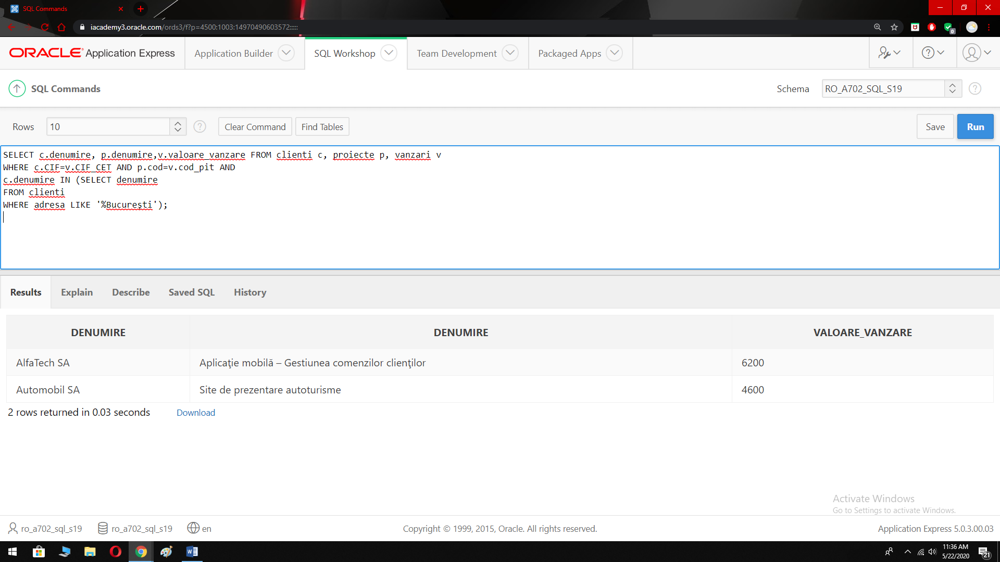 SQL Commands
iacademy3.oracle.com/ords3/f?p=4500:1003:14970490603572:::::
0
ORACLE Application Express
Application Builder
SQL Workshop
Team Development
Packaged Apps
SQL Commands
Schema
RO_A702_SQL_S19
Rows
10
Clear Command
Find Tables
Save
Run
SELECT c.denumire, p.denumire,v.valoare_vanzare FROM clienti c, proiecte p, vanzari v
WHERE c.CIF=v.CIF_CET AND p.cod=v.cod_pit AND
c.denumire IN (SELECT denumire
FROM clienti
WHERE adresa LIKE '%Bucureşti');
Results
Explain
Describe
Saved SQL
History
DENUMIRE DENUMIRE VALOARE_VANZARE
AlfaTech SA Aplicaţie mobilă – Gestiunea comenzilor clienţilor 6200
Automobil SA Site de prezentare autoturisme 4600
2 rows returned in 0.03 seconds
Download
Activate Windows
Go to Settings to activate Windows.
ro_a702_sql_s19
ro_a702_sql_s19
en
Copyright © 1999, 2015, Oracle. All rights reserved.
Application Express 5.0.3.00.03
11:36 AM
5/22/2020
21